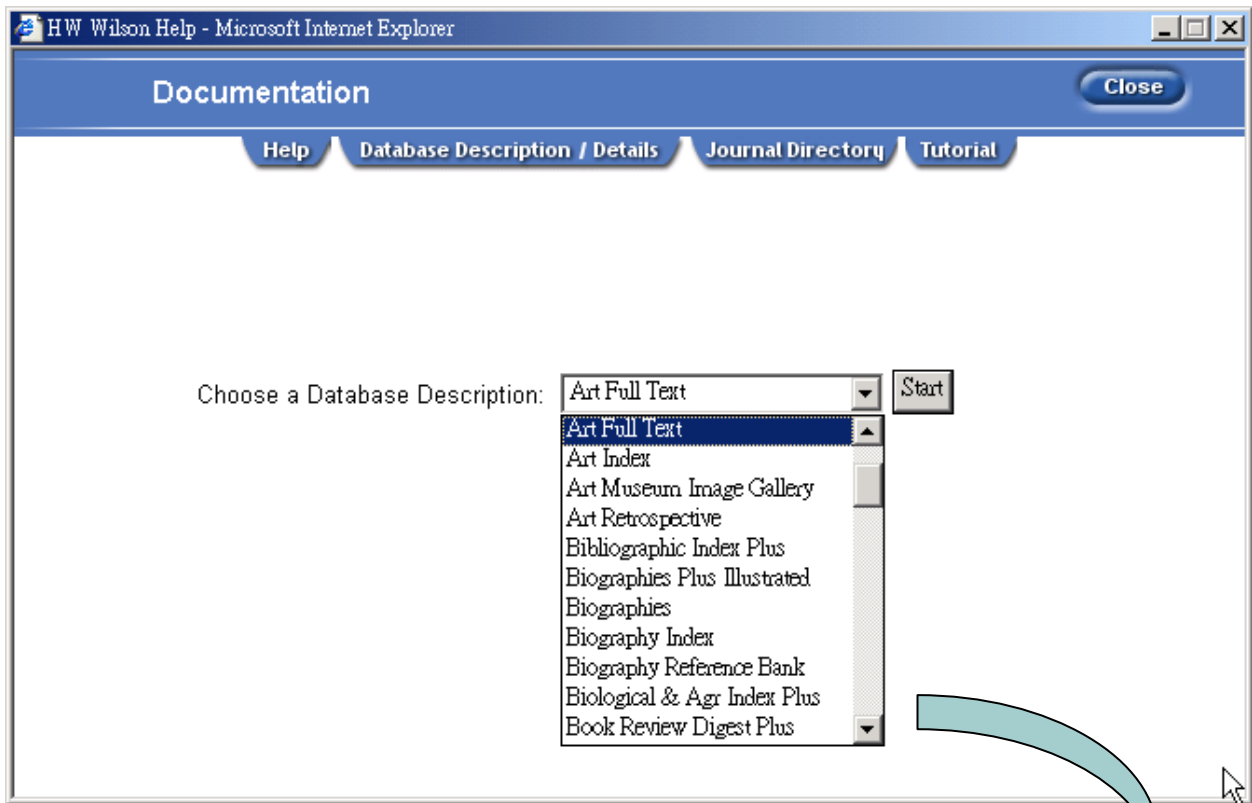 HW Wilson Help - Microsoft Internet Explorer
Documentation
Close
Help
Database Description / Details
Journal Directory
Tutorial
Choose a Database Description:
Art Full Text
Start
Art Full Text
Art Index
Art Museum Image Gallery
Art Retrospective
Bibliographic Index Plus
Biographies Plus Illustrated
Biographies
Biography Index
Biography Reference Bank
Biological & Agr Index Plus
Book Review Digest Plus